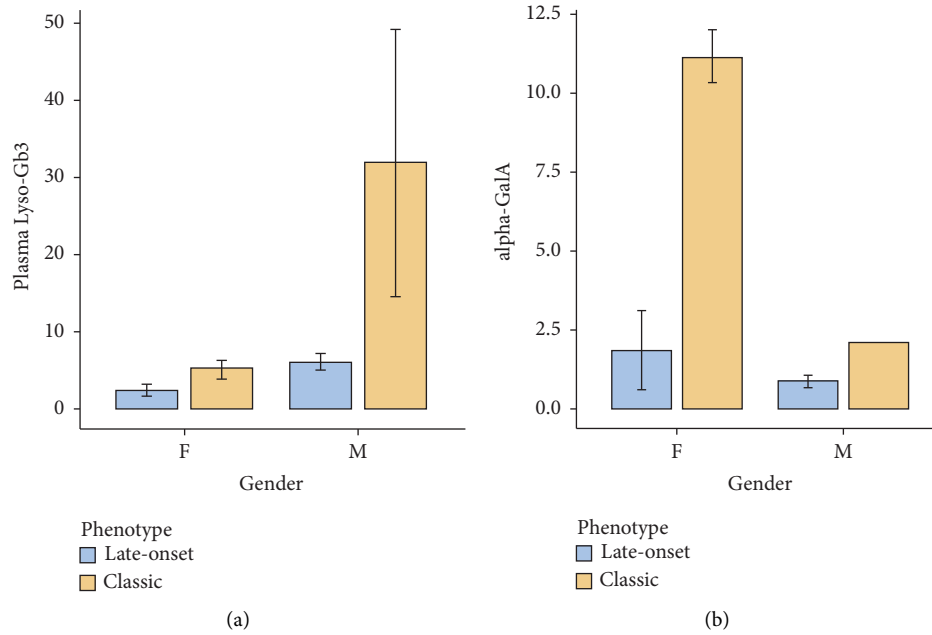 50
40
30
20
10
0
Plasma Lyso-Gb3
F
M
Gender
Phenotype
Late-onset
Classic
(a)
12.5
10.0
7.5
5.0
2.5
0.0
alpha-GalA
F
M
Gender
Phenotype
Late-onset
Classic
(b)